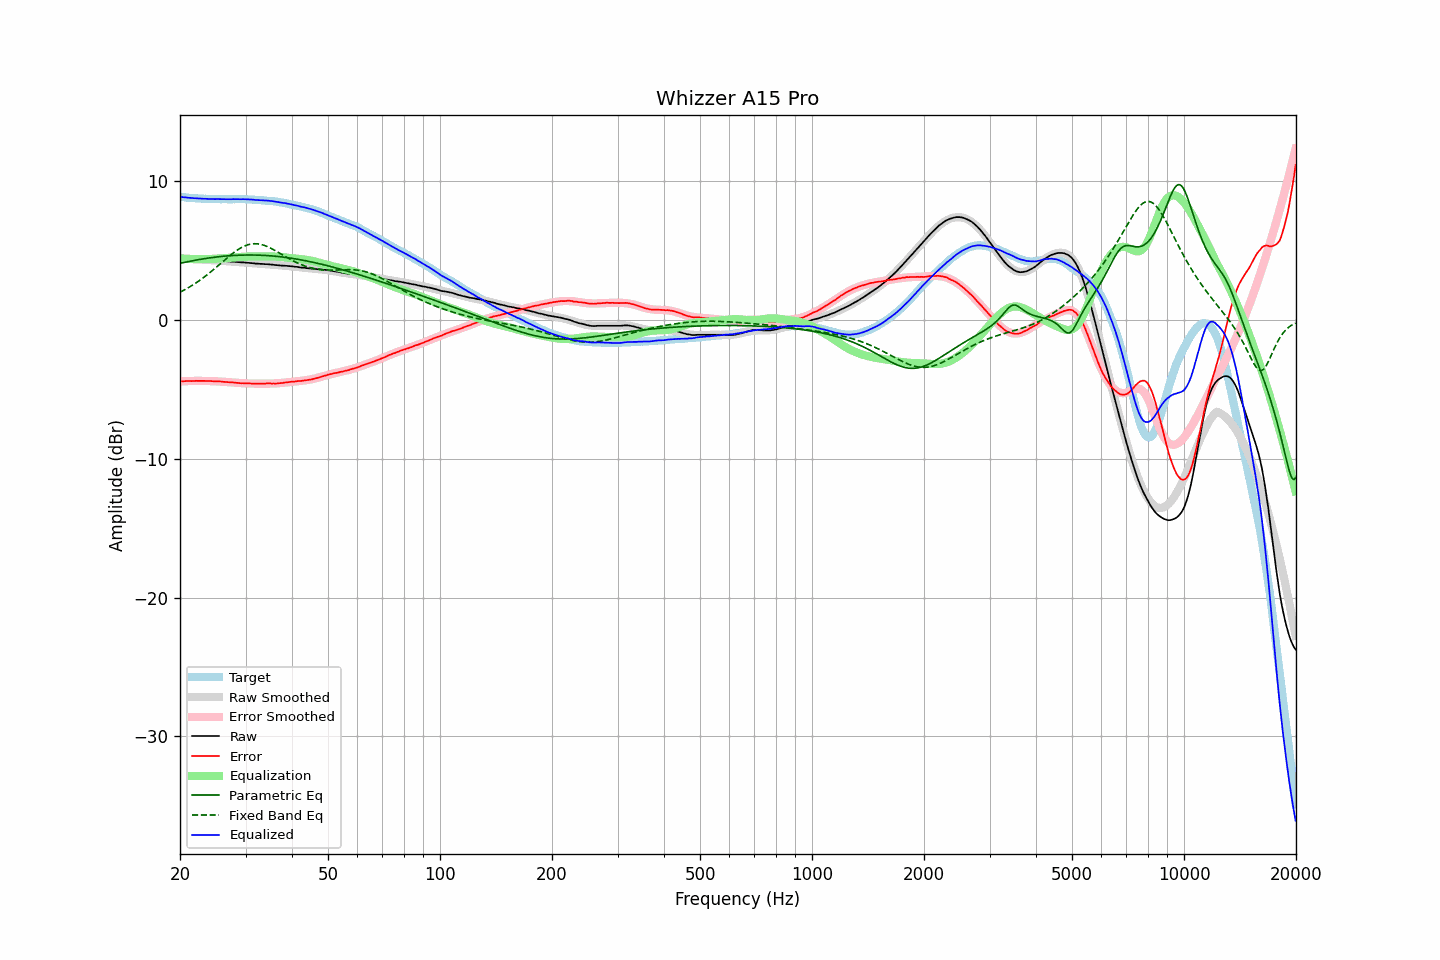 Whizzer A15 Pro
Amplitude (dBr)
10
0
−10
−20
−30
Target
Raw Smoothed
Error Smoothed
Raw
Error
Equalization
Parametric Eq
Fixed Band Eq
Equalized
20 50 100 200 500 1000 2000 5000 10000 20000
Frequency (Hz)